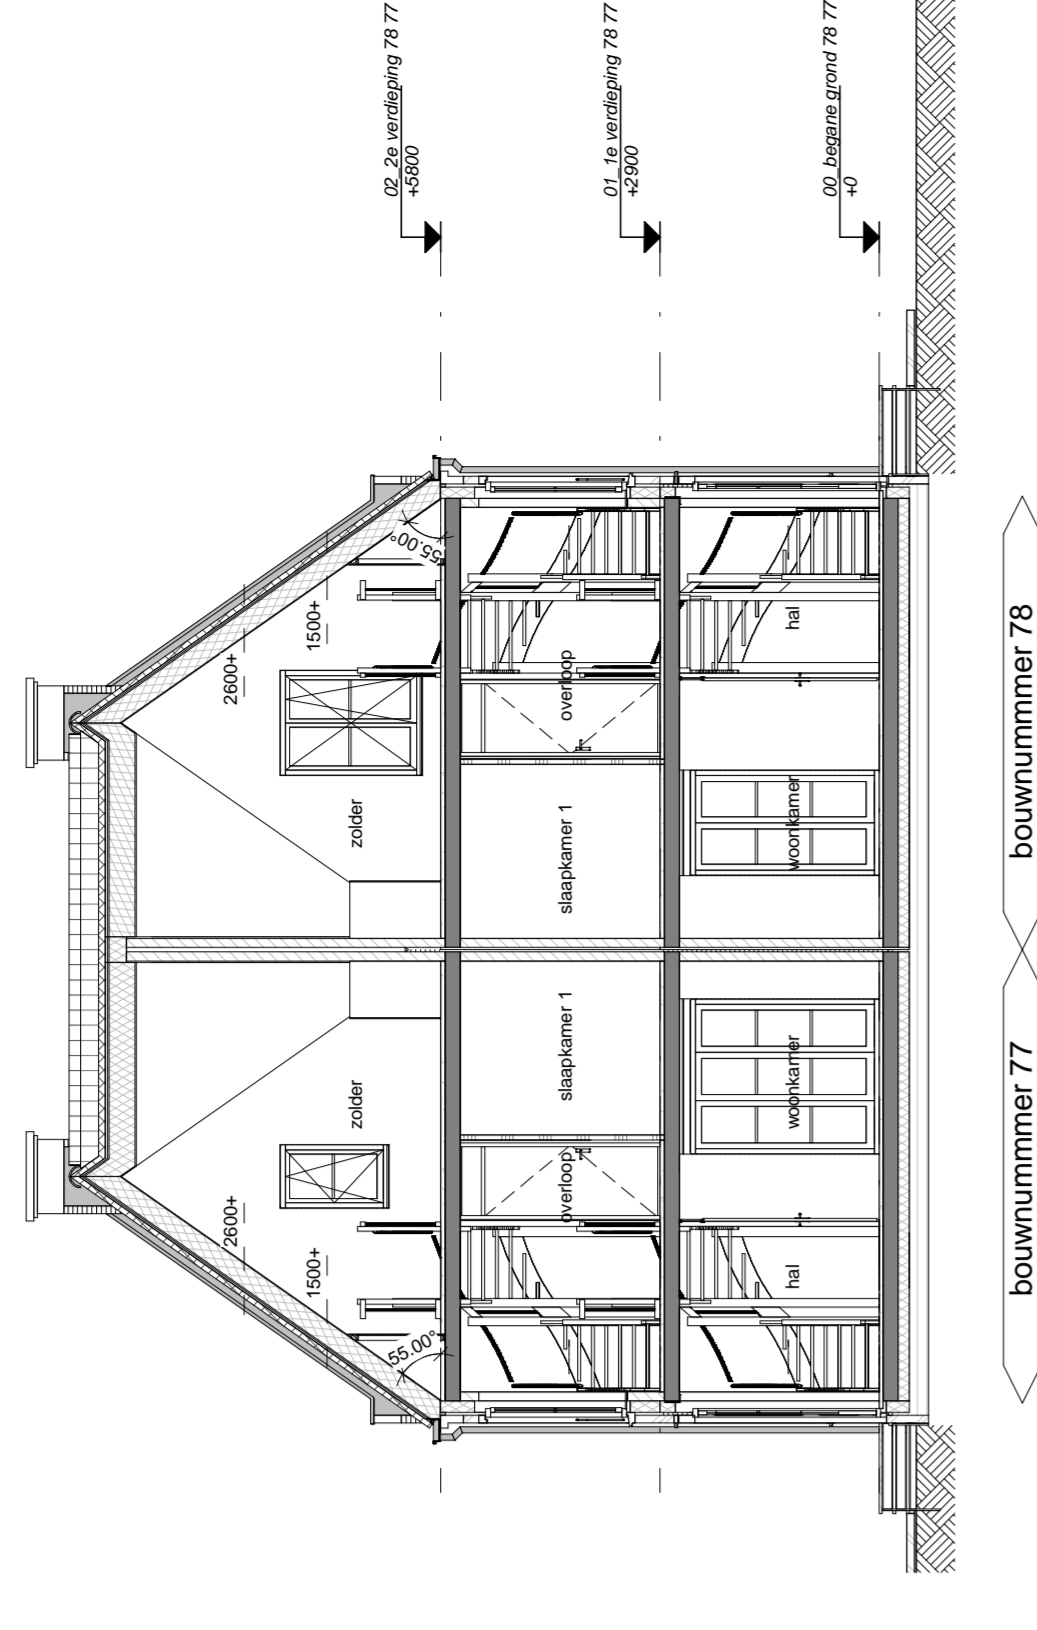 02_2e verdieping 78 77
+5800
01_1e verdieping 78 77
+2900
00_begane grond 78 77
+0
2600+
2600+
1500+
1500+
55.00°
55.00°
zolder
zolder
overloop
slaapkamer 1
slaapkamer 1
overloop
hal
woonkamer
woonkamer
hal
bouwnummmer 77
bouwnummmer 78